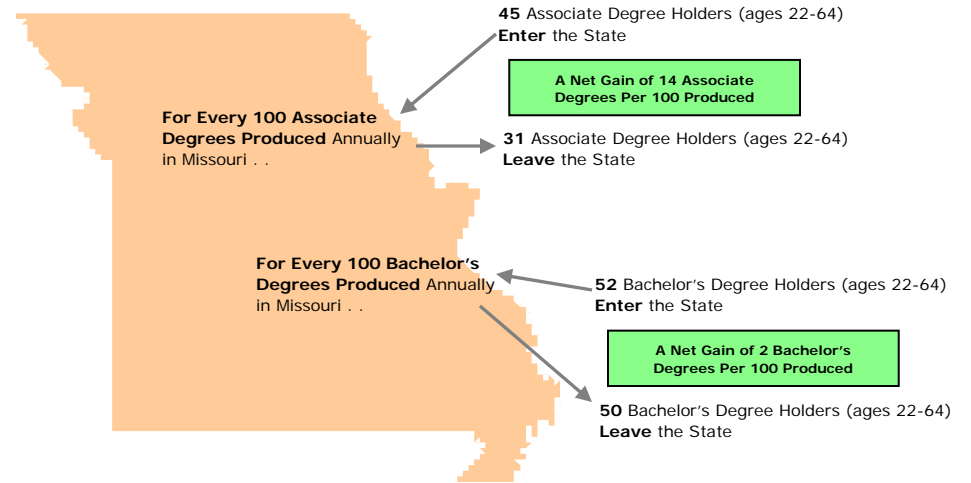 45 Associate Degree Holders (ages 22-64)
Enter the State
A Net Gain of 14 Associate
Degrees Per 100 Produced
For Every 100 Associate
Degrees Produced Annually
in Missouri . .
31 Associate Degree Holders (ages 22-64)
Leave the State
For Every 100 Bachelor's
Degrees Produced Annually
in Missouri . .
52 Bachelor's Degree Holders (ages 22-64)
Enter the State
A Net Gain of 2 Bachelor's
Degrees Per 100 Produced
50 Bachelor's Degree Holders (ages 22-64)
Leave the State